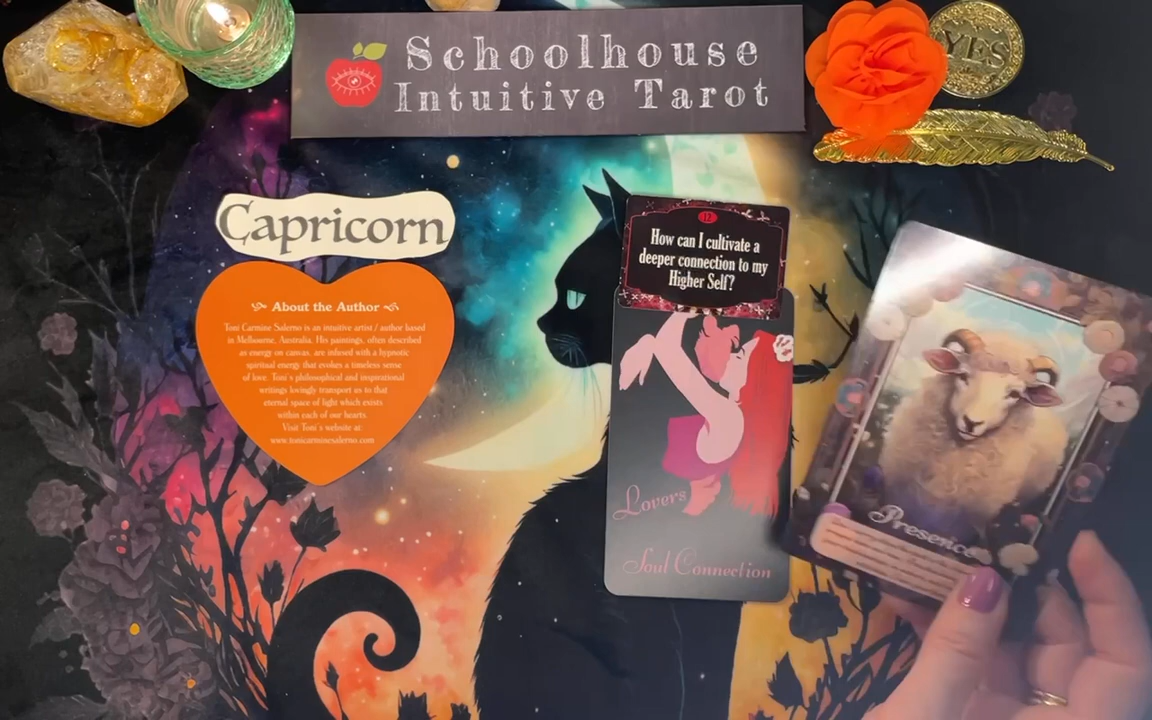 Schoolhouse
Intuitive Tarot
YES
Capricorn
About the Author
Toni Carmine Salerno is an intuitive artist / author based
in Melbourne, Australia. His paintings, often described
as energy on canvas, are infused with a hypnotic
spiritual energy that evokes a timeless sense
of love. Toni's philosophical and inspirational
writings lovingly transport us to that
eternal space of light which exists
within each of our hearts.
Visit Toni's website at:
www.tonicarminesalerno.com
12
How can I cultivate a
deeper connection to my
Higher Self?
Lovers
Soul Connection
Presence